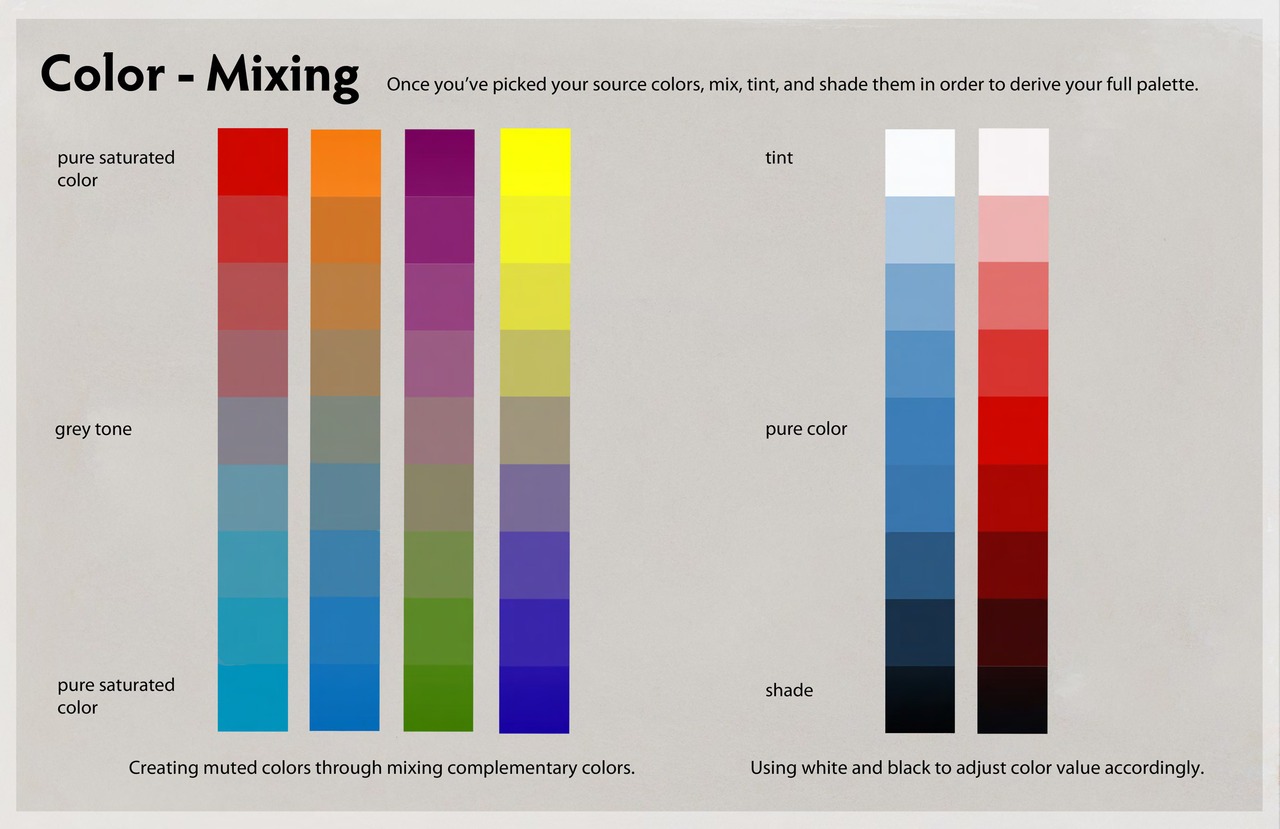 Color - Mixing
Once you've picked your source colors, mix, tint, and shade them in order to derive your full palette.
pure saturated
color
grey tone
pure saturated
color
Creating muted colors through mixing complementary colors.
tint
pure color
shade
Using white and black to adjust color value accordingly.